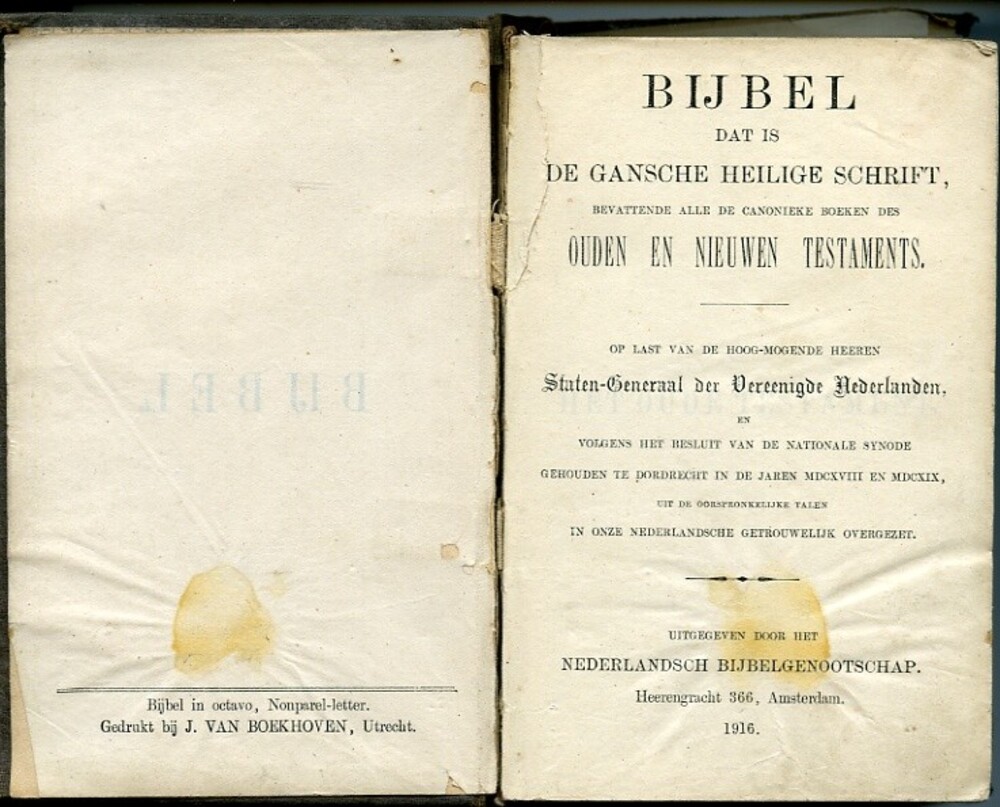 Bijbel in octavo, Nonparel-letter.
Gedrukt bij J. VAN BOEKHOVEN, Utrecht.
BIJBEL
DAT IS
DE GANSCHE HEILIGE SCHRIFT,
BEVATTENDE ALLE DE CANONIEKE BOEKEN DES
OUDEN EN NIEUWEN TESTAMENTS.
OP LAST VAN DE HOOG-MOGENDE HEEREN
Staten-Generaal der Vereenigde Nederlanden,
EN
VOLGENS HET BESLUIT VAN DE NATIONALE SYNODE
GEHOUDEN TE DORDRECHT IN DE JAREN MDCXVIII EN MDCXIX,
UIT DE OORSPRONKELIJKE TALEN
IN ONZE NEDERLANDSCHE GETROUWELIJK OVERGEZET.
UITGEGEVEN DOOR HET
NEDERLANDSCH BIJBELGENOOTSCHAP.
Heerengracht 366, Amsterdam.
1916.